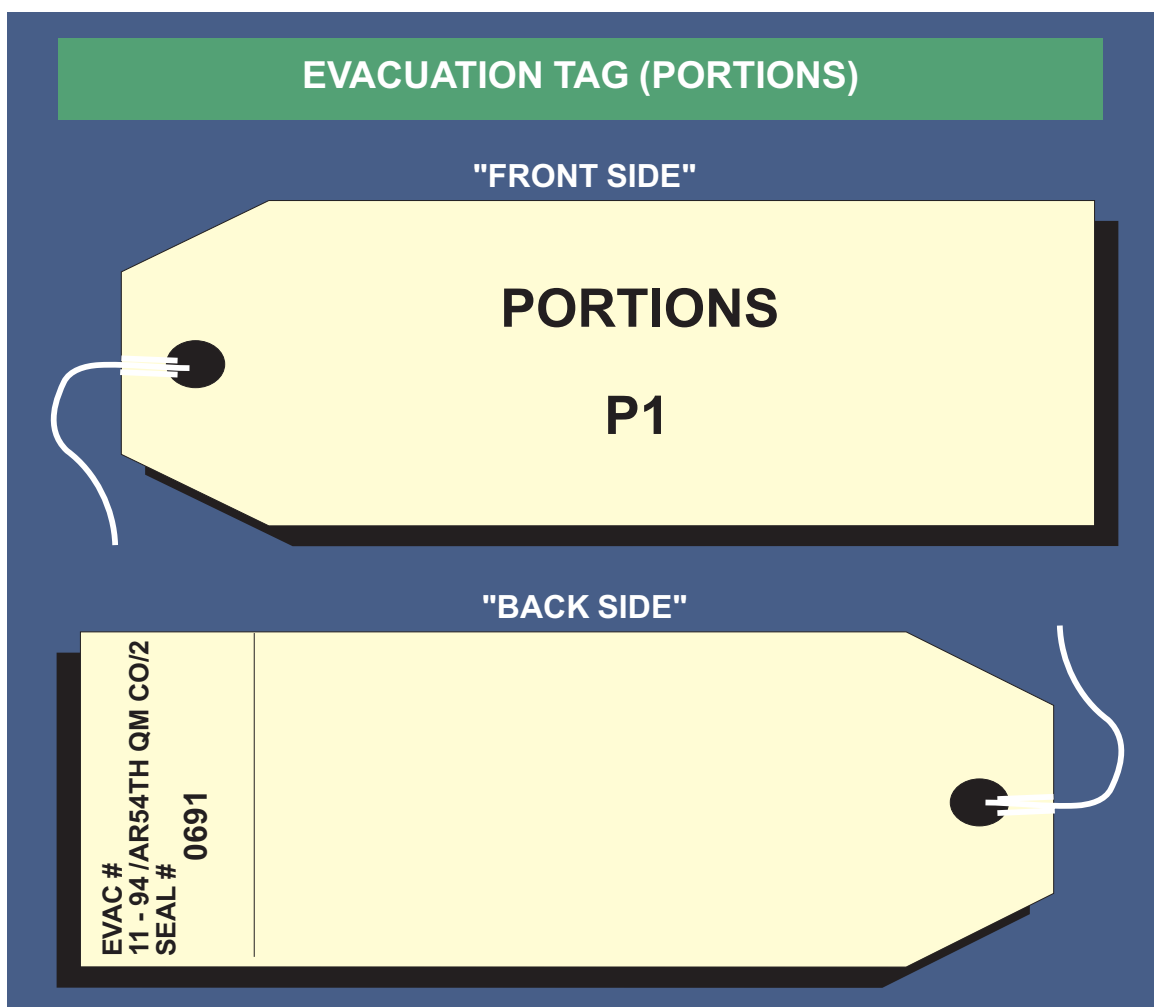 EVACUATION TAG (PORTIONS)
"FRONT SIDE"
PORTIONS
P1
"BACK SIDE"
EVAC #
11 - 94 /AR54TH QM CO/2
SEAL #
0691